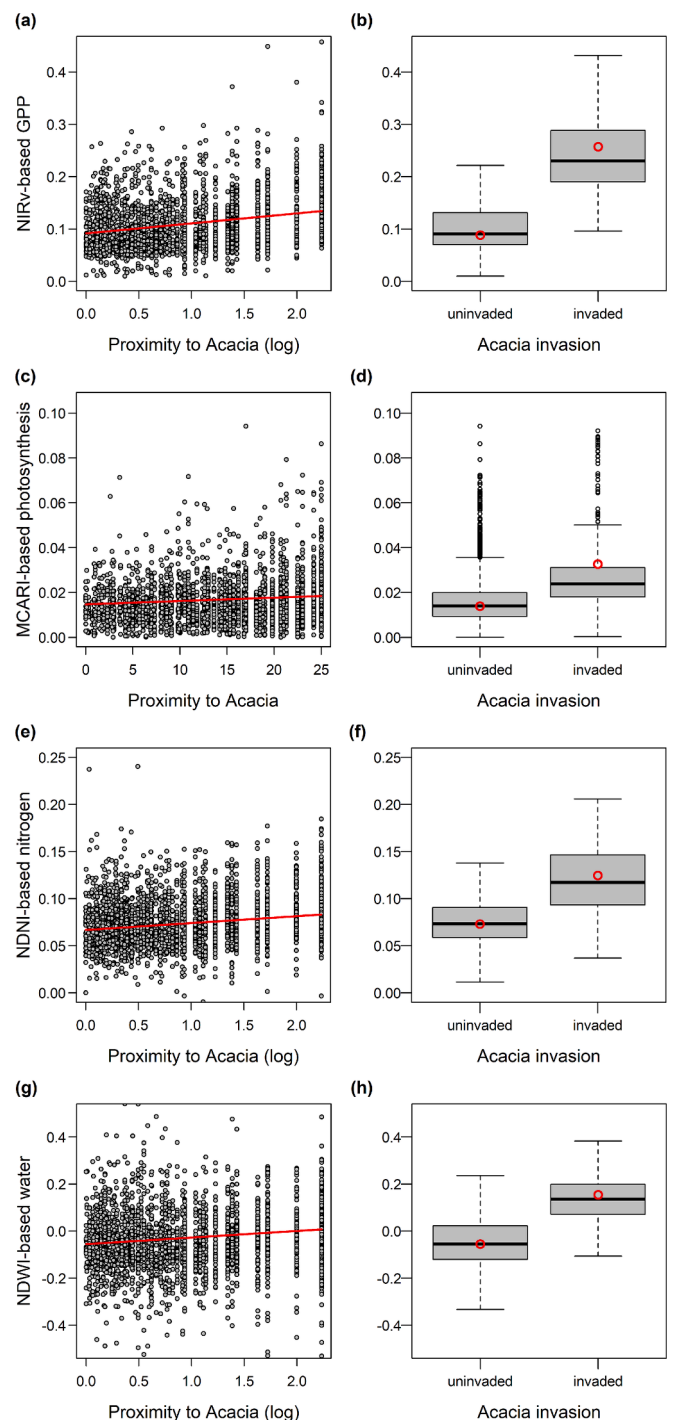 (a)
NIRv-based GPP
0.4
0.3
0.2
0.1
0.0
0.0 0.5 1.0 1.5 2.0
Proximity to Acacia (log)
(b)
0.4
0.3
0.2
0.1
0.0
uninvaded invaded
Acacia invasion
(c)
MCARI-based photosynthesis
0.10
0.08
0.06
0.04
0.02
0.00
0 5 10 15 20 25
Proximity to Acacia
(d)
0.10
0.08
0.06
0.04
0.02
0.00
uninvaded invaded
Acacia invasion
(e)
NDNI-based nitrogen
0.25
0.20
0.15
0.10
0.05
0.00
0.0 0.5 1.0 1.5 2.0
Proximity to Acacia (log)
(f)
0.25
0.20
0.15
0.10
0.05
0.00
uninvaded invaded
Acacia invasion
(g)
NDWI-based water
0.4
0.2
0.0
-0.2
-0.4
0.0 0.5 1.0 1.5 2.0
Proximity to Acacia (log)
(h)
0.4
0.2
0.0
-0.2
-0.4
uninvaded invaded
Acacia invasion